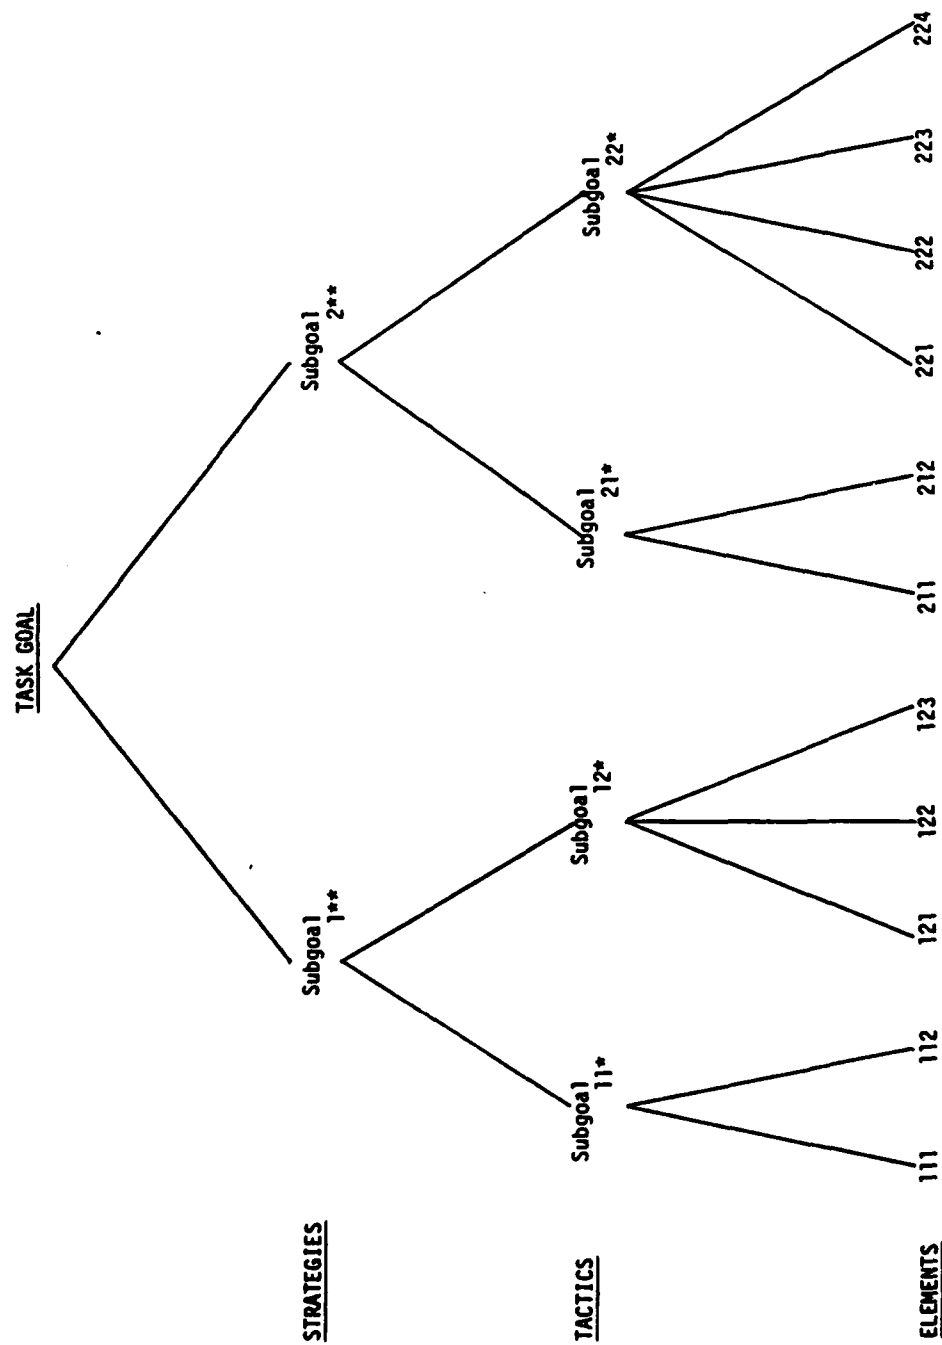 TASK GOAL
STRATEGIES
Subgoal 1**
Subgoal 2**
TACTICS
Subgoal 11*
Subgoal 12*
Subgoal 21*
Subgoal 22*
ELEMENTS
111
112
121
122
123
211
212
221
222
223
224